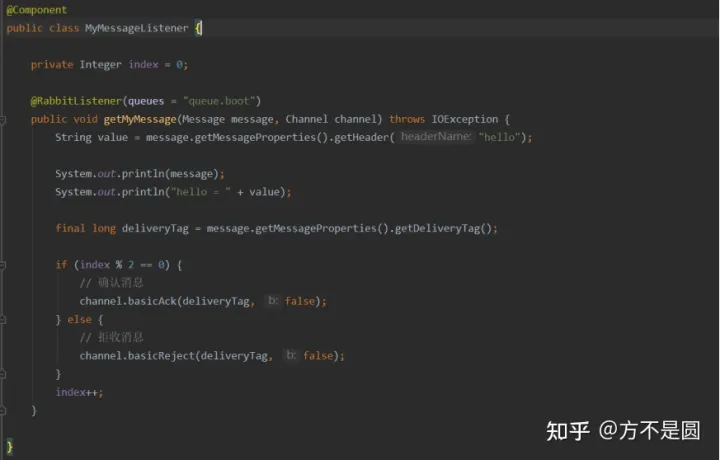 @Component
public class MyMessageListener {
private Integer index = 0;
@RabbitListener(queues = "queue.boot")
public void getMyMessage(Message message, Channel channel) throws IOException {
String value = message.getMessageProperties().getHeader( headerName: "hello");
System.out.println(message);
System.out.println("hello = " + value);
final long deliveryTag = message.getMessageProperties().getDeliveryTag();
if (index % 2 == 0) {
// 确认消息
channel.basicAck(deliveryTag, b: false);
} else {
// 拒收消息
channel.basicReject(deliveryTag, b: false);
}
index++;
}
}
知乎 @方不是圆